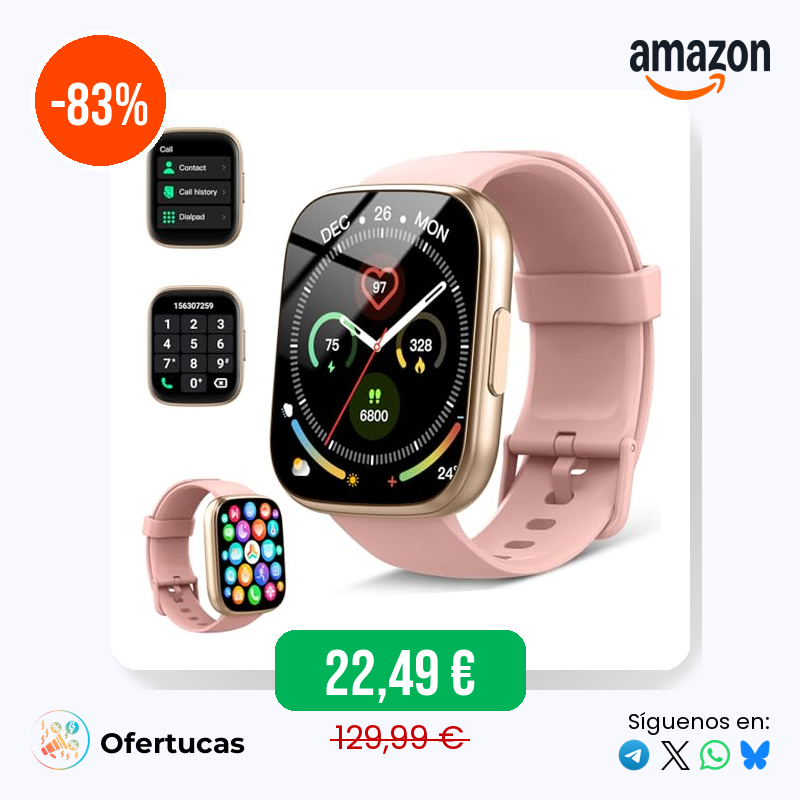 -83%
amazon
Call
Contact
Call history
Dialpad
156307259
1 2 3
4 5 6
7* 8 9#
0+
DEC • 26 • MON
97
75
328
6800
24°
22,49 €
129,99 €
Ofertucas
Síguenos en: